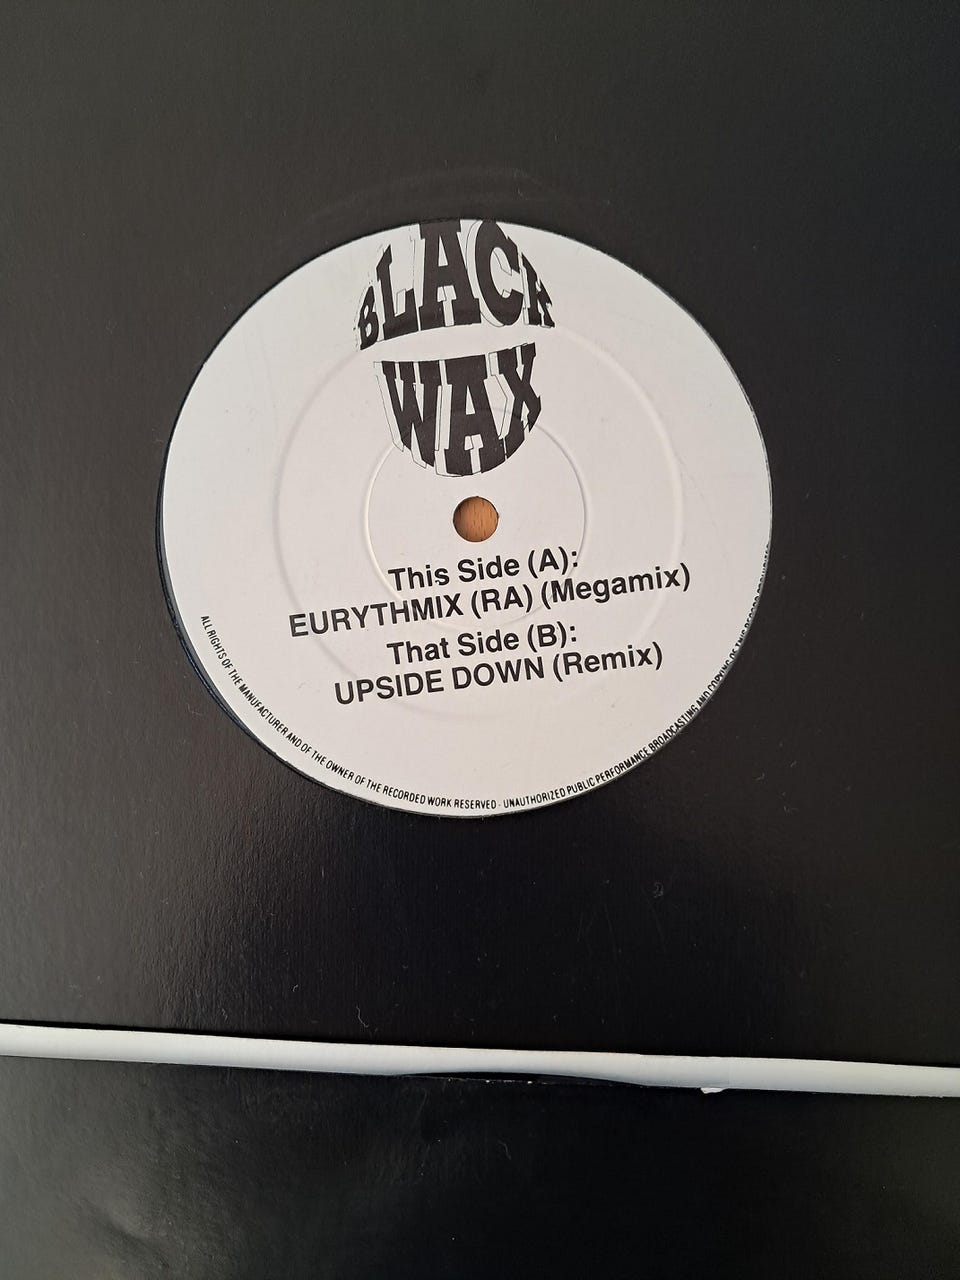 BLACK
WAX
This Side (A):
EURYTHMIX (RA) (Megamix)
That Side (B):
UPSIDE DOWN (Remix)
ALL RIGHTS OF THE MANUFACTURER AND OF THE OWNER OF THE RECORDED WORK RESERVED - UNAUTHORIZED PUBLIC PERFORMANCE BROADCASTING AND COPYING OF THIS RECORD